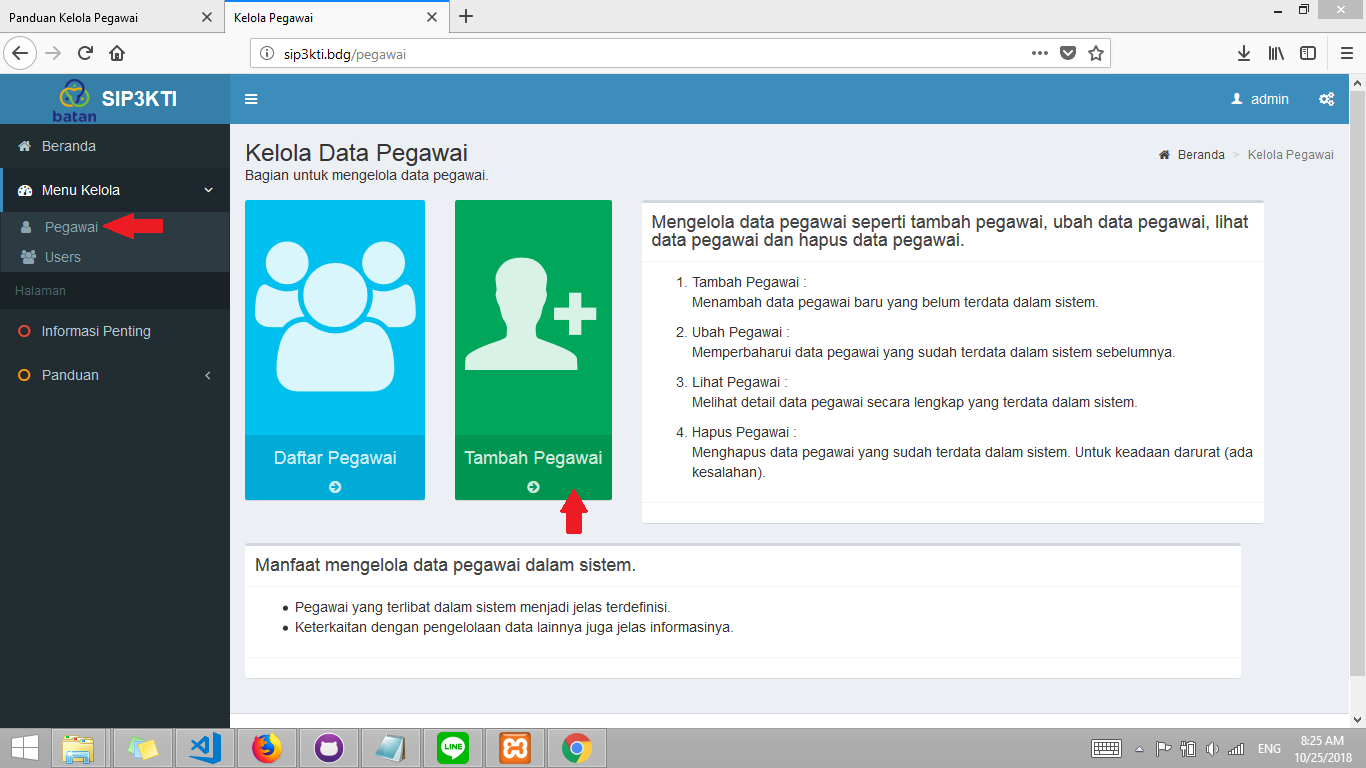 Panduan Kelola Pegawai
Kelola Pegawai
sip3kti.bdg/pegawai
batan
SIP3KTI
admin
Beranda
Menu Kelola
Pegawai
Users
Halaman
Informasi Penting
Panduan
Kelola Data Pegawai
Bagian untuk mengelola data pegawai.
Beranda > Kelola Pegawai
Daftar Pegawai
Tambah Pegawai
Mengelola data pegawai seperti tambah pegawai, ubah data pegawai, lihat
data pegawai dan hapus data pegawai.
1. Tambah Pegawai :
Menambah data pegawai baru yang belum terdata dalam sistem.
2. Ubah Pegawai :
Memperbaharui data pegawai yang sudah terdata dalam sistem sebelumnya.
3. Lihat Pegawai :
Melihat detail data pegawai secara lengkap yang terdata dalam sistem.
4. Hapus Pegawai :
Menghapus data pegawai yang sudah terdata dalam sistem. Untuk keadaan darurat (ada
kesalahan).
Manfaat mengelola data pegawai dalam sistem.
• Pegawai yang terlibat dalam sistem menjadi jelas terdefinisi.
• Keterkaitan dengan pengelolaan data lainnya juga jelas informasinya.
LINE
ENG
8:25 AM
10/25/2018